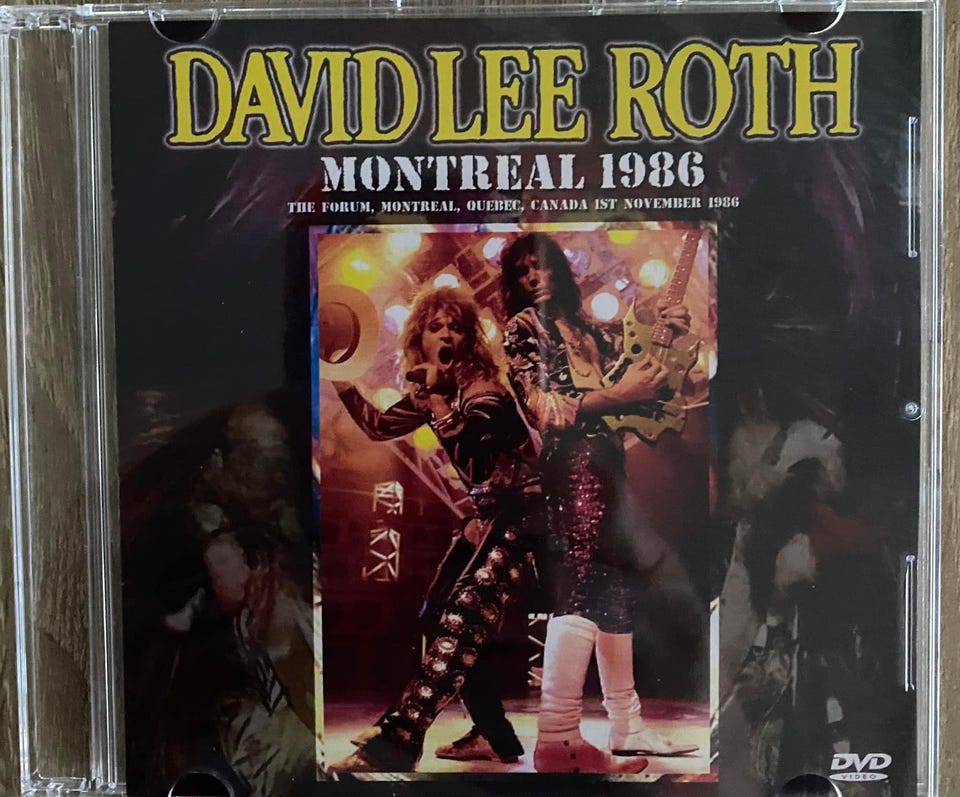 DAVID LEE ROTH
MONTREAL 1986
THE FORUM, MONTREAL, QUEBEC, CANADA 1ST NOVEMBER 1986
DVD
VIDEO